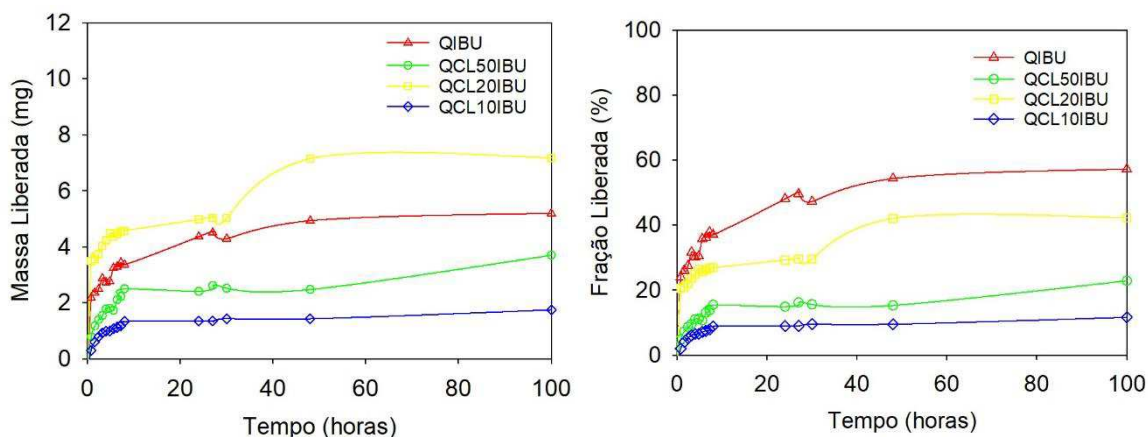 Massa Liberada (mg)
12
10
8
6
4
2
0
QIBU
QCL50IBU
QCL20IBU
QCL10IBU
0 20 40 60 80 100
Tempo (horas)
Fração Liberada (%)
100
80
60
40
20
0
QIBU
QCL50IBU
QCL20IBU
QCL10IBU
0 20 40 60 80 100
Tempo (horas)